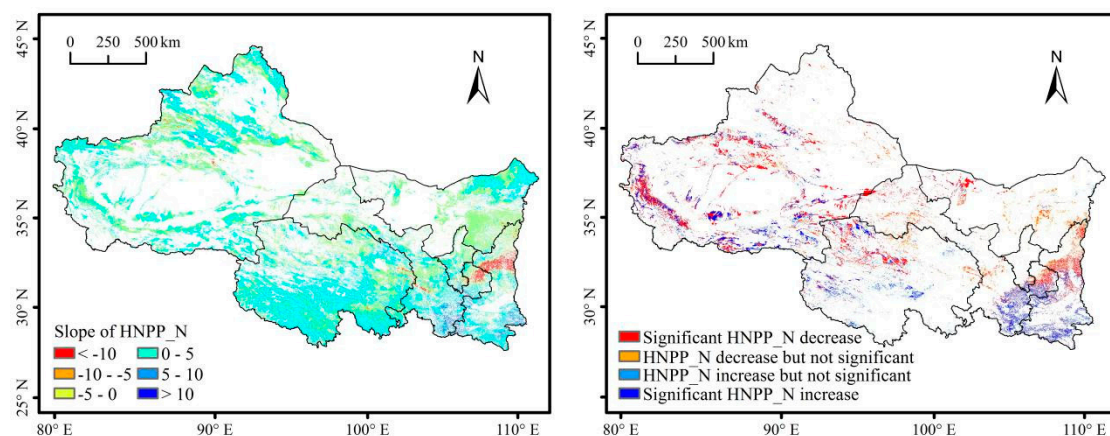 45° N
40° N
35° N
30° N
25° N
0 250 500 km
N
Slope of HNPP_N
< -10
-10 - -5
-5 - 0
0 - 5
5 - 10
> 10
80° E 90° E 100° E 110° E
45° N
40° N
35° N
30° N
25° N
0 250 500 km
N
Significant HNPP_N decrease
HNPP_N decrease but not significant
HNPP_N increase but not significant
Significant HNPP_N increase
80° E 90° E 100° E 110° E